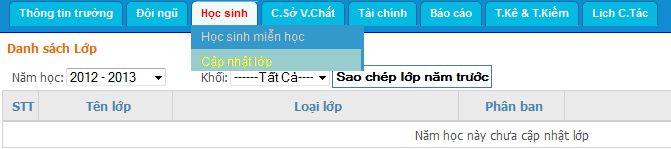 Thông tin trường Đội ngũ Học sinh C.Sở V.Chất Tài chính Báo cáo T.Kê & T.Kiểm Lịch C.Tác
Học sinh miễn học
Cập nhật lớp
Danh sách Lớp
Năm học: 2012 - 2013 Khối: ------Tất Cả---- Sao chép lớp năm trước
STT Tên lớp Loại lớp Phân ban
Năm học này chưa cập nhật lớp